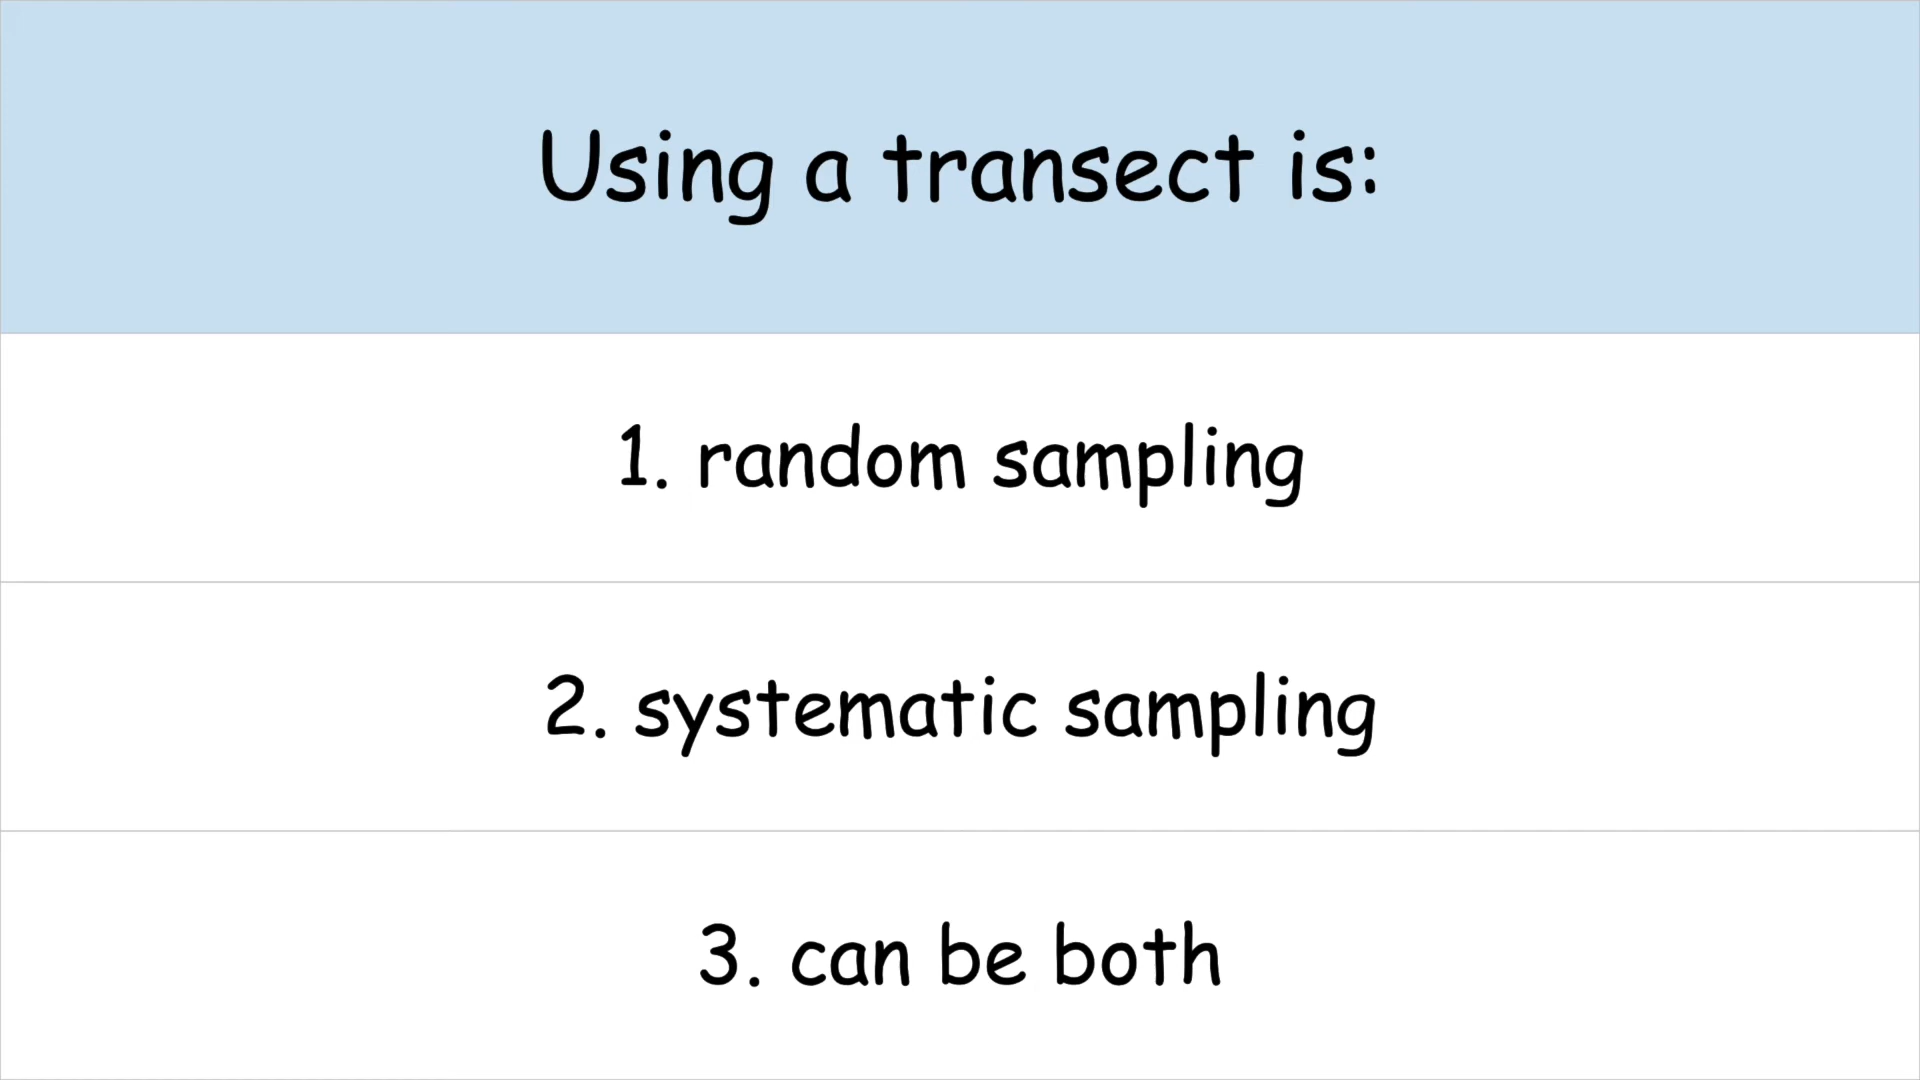 Using a transect is:
1. random sampling
2. systematic sampling
3. can be both